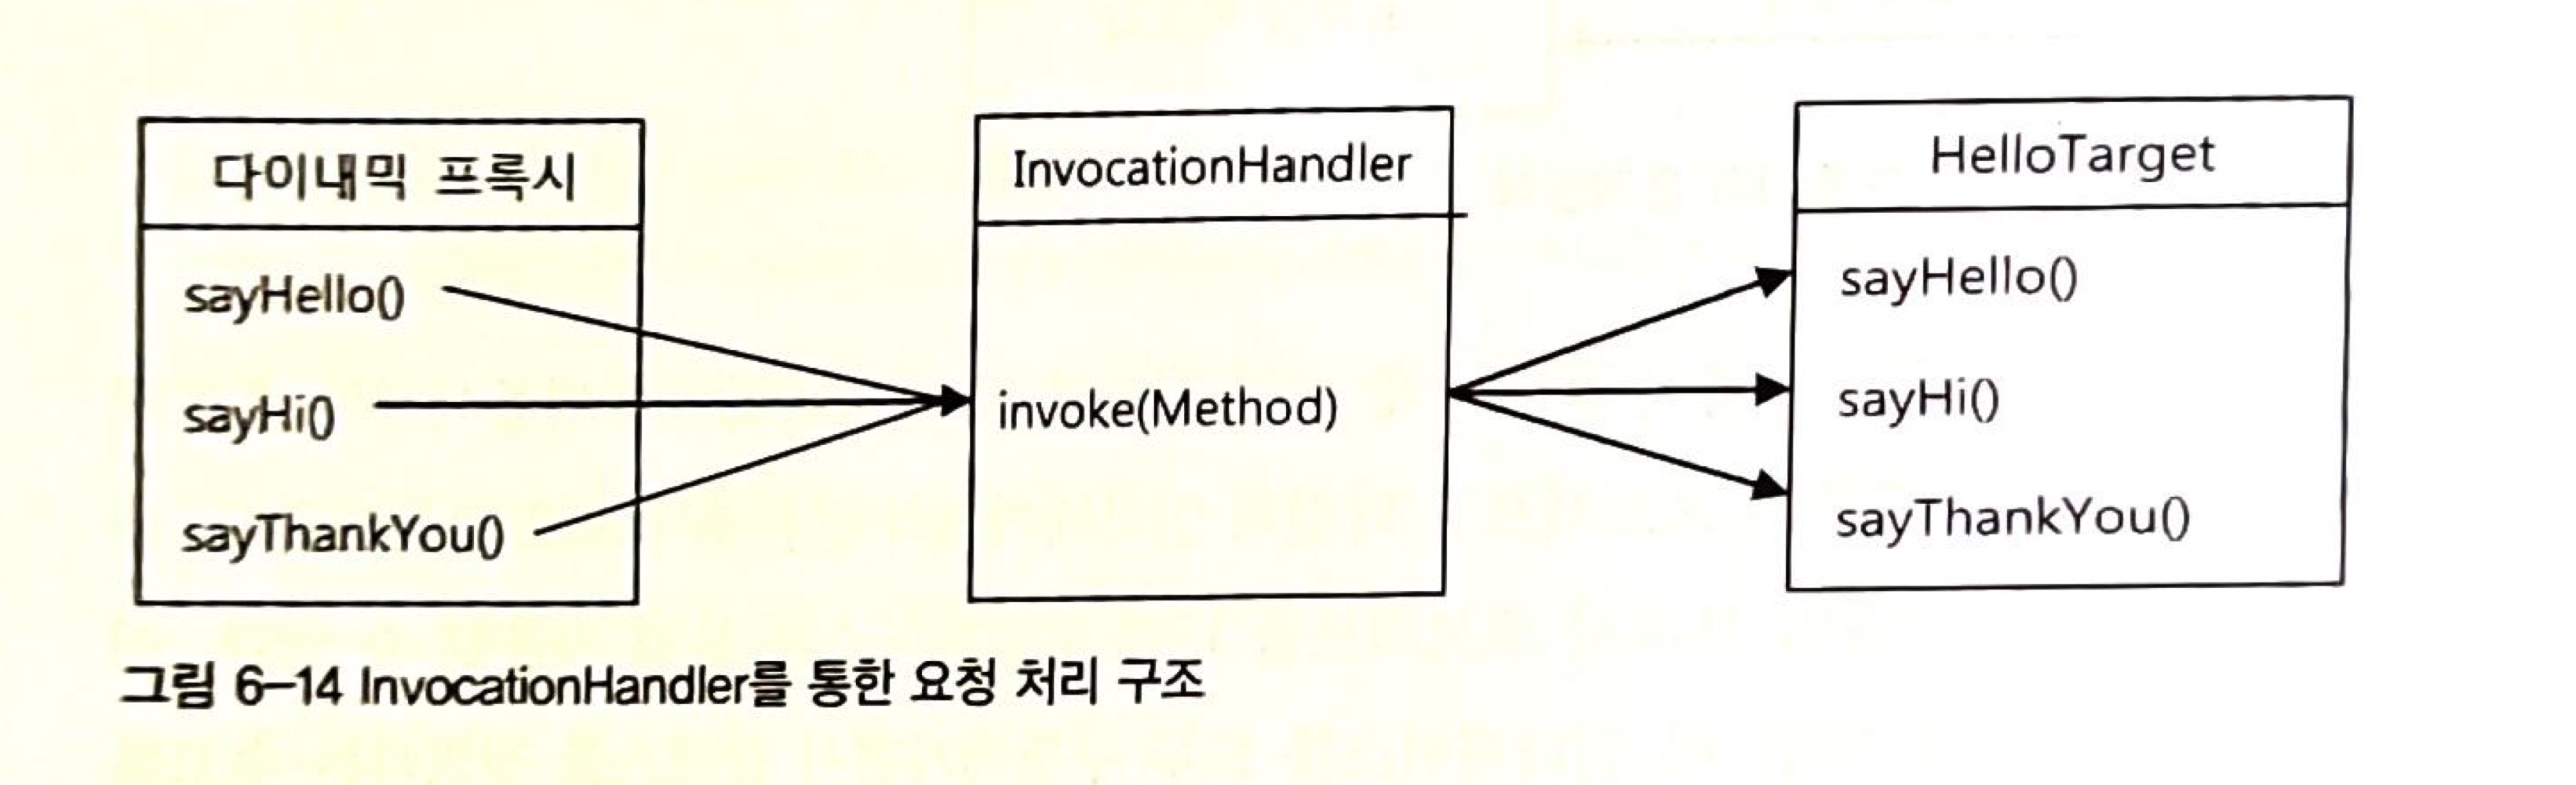 다이내믹 프록시
sayHello()
sayHi()
sayThankYou()
InvocationHandler
invoke(Method)
HelloTarget
sayHello()
sayHi()
sayThankYou()
그림 6-14 InvocationHandler를 통한 요청 처리 구조